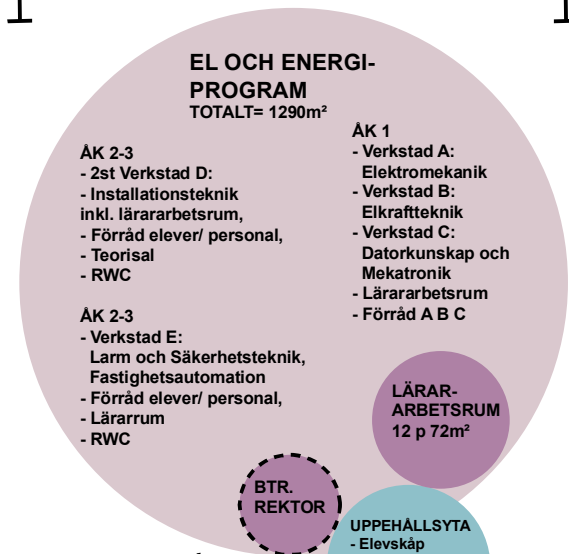 EL OCH ENERGI-
PROGRAM
TOTALT= 1290m²
ÅK 2-3
- 2st Verkstad D:
- Installationsteknik
inkl. lärararbetsrum,
- Förråd elever/ personal,
- Teorisal
- RWC
ÅK 2-3
- Verkstad E:
Larm och Säkerhetsteknik,
Fastighetsautomation
- Förråd elever/ personal,
- Lärarrum
- RWC
ÅK 1
- Verkstad A:
Elektromekanik
- Verkstad B:
Elkraftteknik
- Verkstad C:
Datorkunskap och
Mekatronik
- Lärararbetsrum
- Förråd A B C
LÄRAR-
ARBETSRUM
12 p 72m²
BTR.
REKTOR
UPPEHÅLLSYTA
- Elevskåp